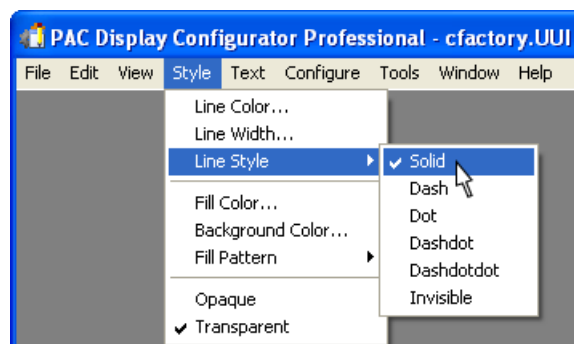 PAC Display Configurator Professional - cfactory.UUI
File Edit View Style Text Configure Tools Window Help
Line Color...
Line Width...
Line Style
Solid
Dash
Dot
Dashdot
Dashdotdot
Invisible
Fill Color...
Background Color...
Fill Pattern
Opaque
Transparent